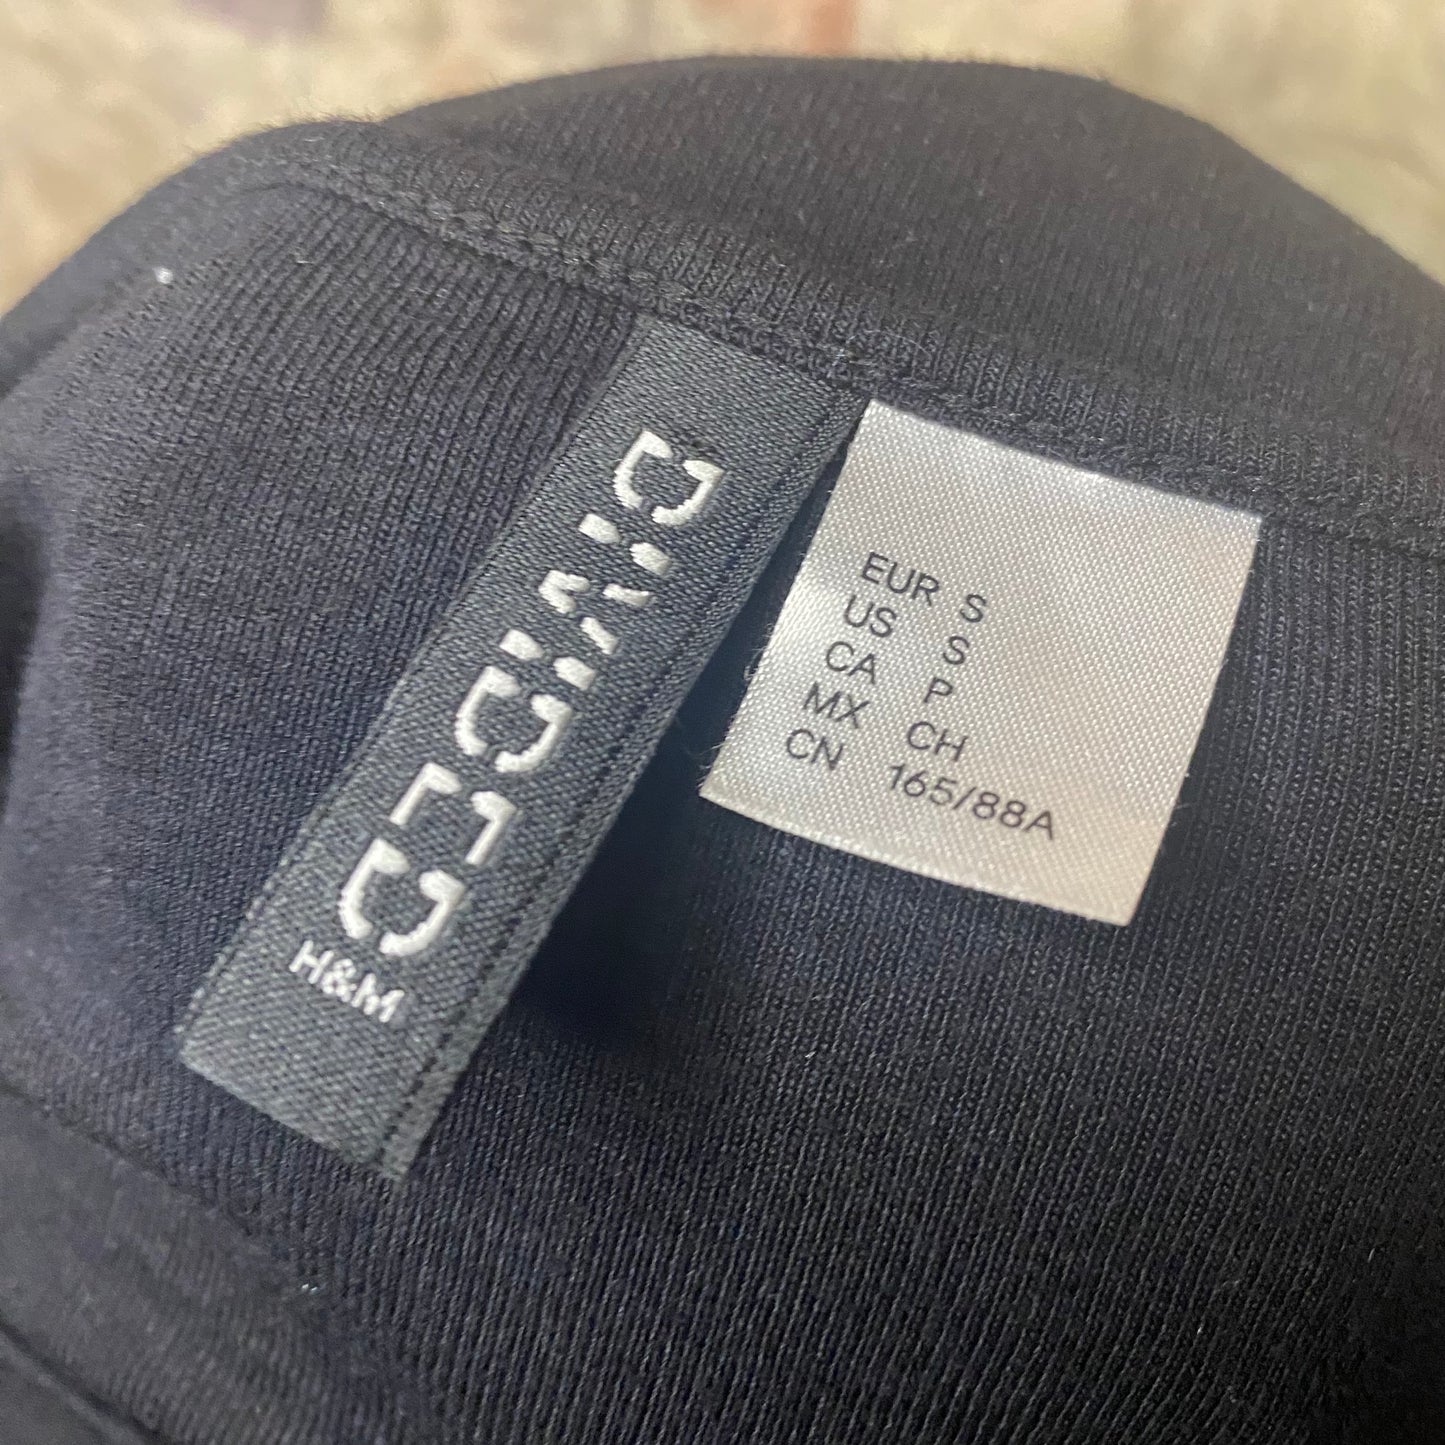 DIVIDED
H&M
EUR S
US S
CA P
MX CH
CN 165/88A